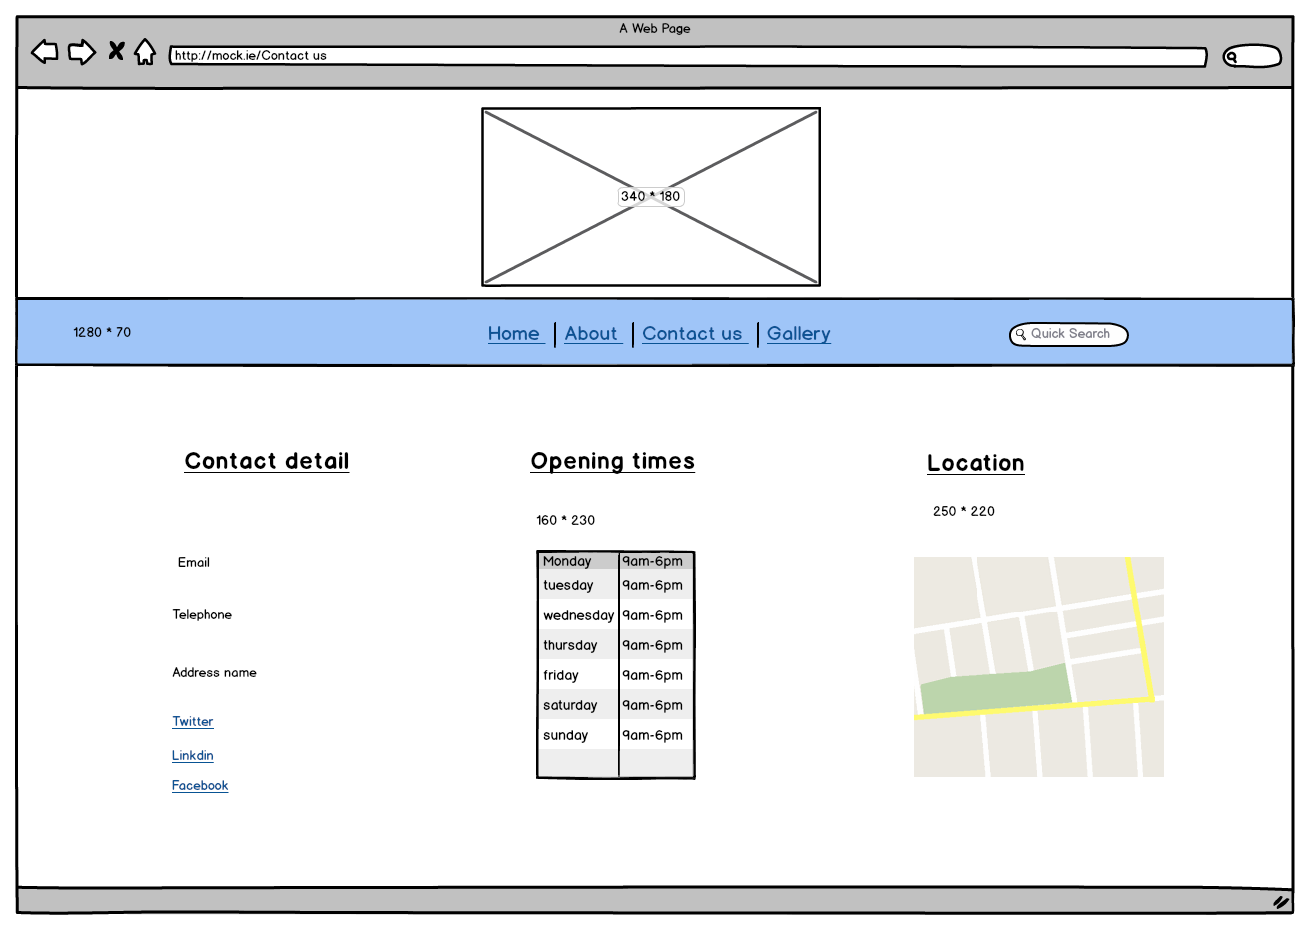 A Web Page
http://mock.ie/Contact us
340 * 180
1280 * 70
Home
About
Contact us
Gallery
Quick Search
Contact detail
Opening times
Location
250 * 220
160 * 230
Email
Telephone
Address name
Twitter
Linkdin
Facebook
Monday 9am-6pm
tuesday 9am-6pm
wednesday 9am-6pm
thursday 9am-6pm
friday 9am-6pm
saturday 9am-6pm
sunday 9am-6pm